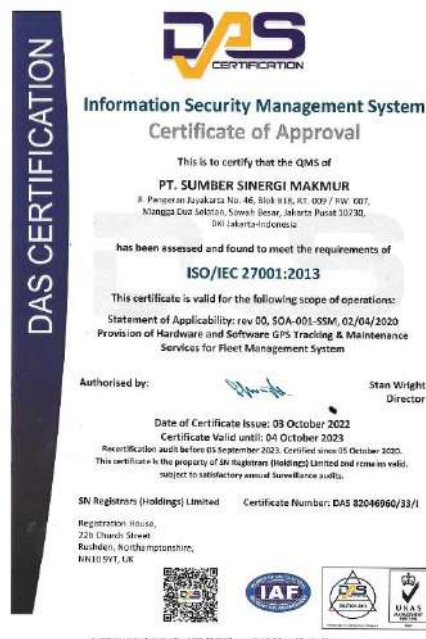 DAS CERTIFICATION
DAS
CERTIFICATION
Information Security Management System
Certificate of Approval
This is to certify that the QMS of
PT. SUMBER SINERGI MAKMUR
Jl. Pangeran Jayakarta No. 46, Blok B18, RT. 009 / RW. 007,
Mangga Dua Selatan, Sawah Besar, Jakarta Pusat 10730,
DKI Jakarta-Indonesia
has been assessed and found to meet the requirements of
ISO/IEC 27001:2013
This certificate is valid for the following scope of operations:
Statement of Applicability: rev 00, SOA-001-SSM, 02/04/2020
Provision of Hardware and Software GPS Tracking & Maintenance
Services for Fleet Management System
Authorised by:
Stan Wright
Director
Date of Certificate Issue: 03 October 2022
Certificate Valid until: 04 October 2023
Recertification audit before 05 September 2023. Certified since 05 October 2020.
This certificate is the property of SN Registrars (Holdings) Limited and remains valid.
subject to satisfactory annual Surveillance audits.
SN Registrars (Holdings) Limited
Certificate Number: DAS 82046960/33/I
Registration House,
22b Church Street
Rushden, Northamptonshire,
NN10 9YT, UK
IAF
DAS
UKAS